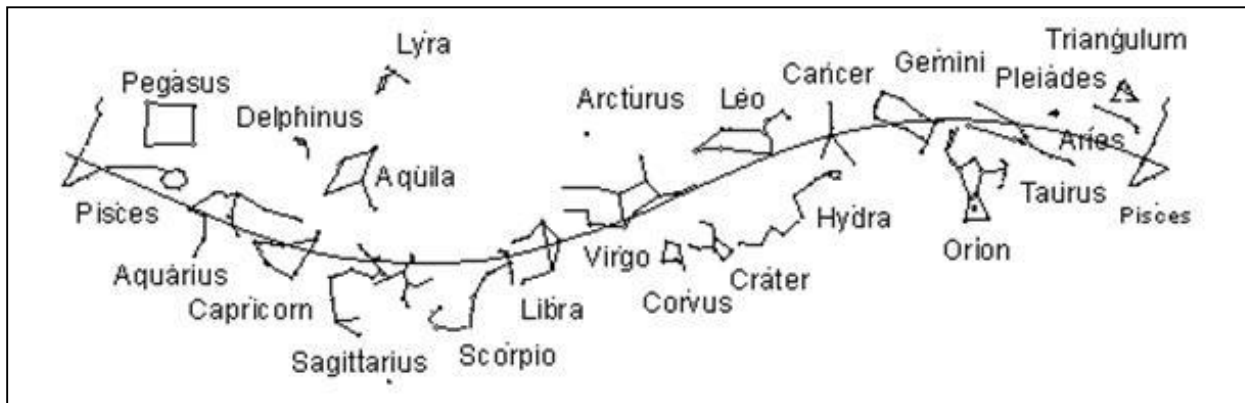 Lyra
Pegasus
Delphinus
Aquila
Pisces
Aquarius
Capricorn
Sagittarius
Scorpio
Libra
Arcturus
Virgo
Corvus
Crater
Leo
Cancer
Hydra
Gemini
Orion
Pleiades
Triangulum
Aries
Taurus
Pisces